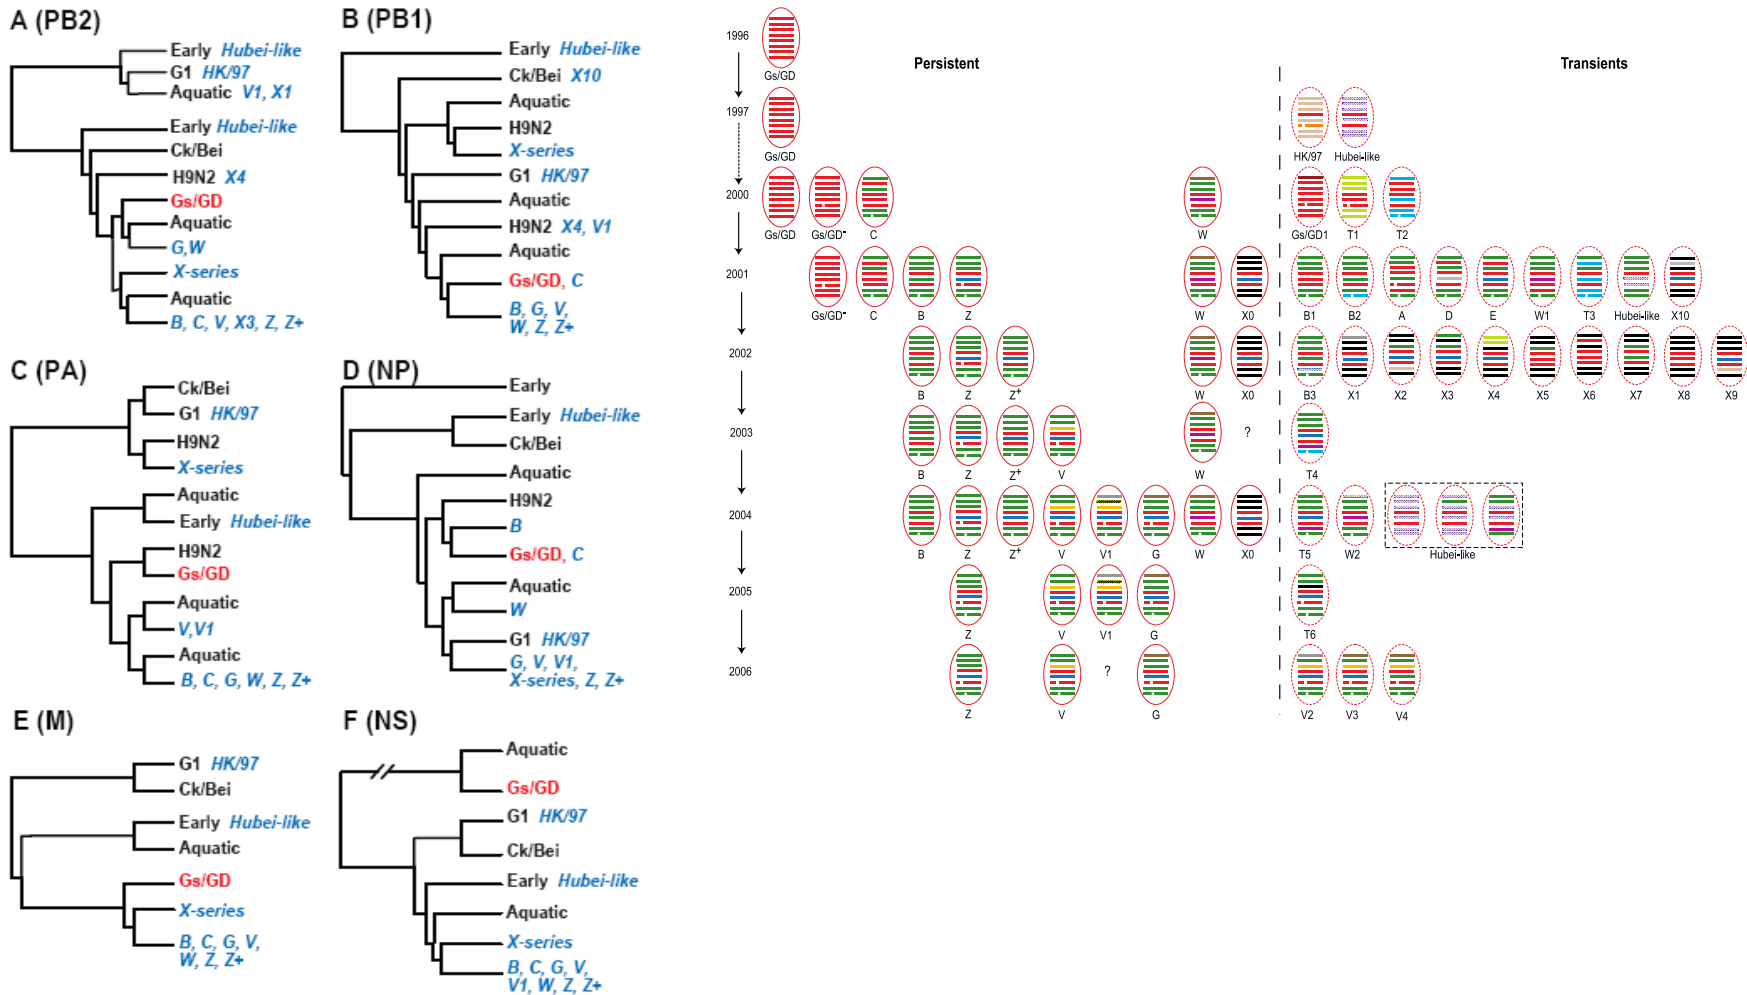 A (PB2)
Early Hubei-like
G1 HK/97
Aquatic V1, X1
Early Hubei-like
Ck/Bei
H9N2 X4
Gs/GD
Aquatic
G,W
X-series
Aquatic
B, C, V, X3, Z, Z+
B (PB1)
Early Hubei-like
Ck/Bei X10
Aquatic
H9N2
X-series
G1 HK/97
Aquatic
H9N2 X4, V1
Aquatic
Gs/GD, C
B, G, V,
W, Z, Z+
C (PA)
Ck/Bei
G1 HK/97
H9N2
X-series
Aquatic
Early Hubei-like
H9N2
Gs/GD
Aquatic
V,V1
Aquatic
B, C, G, W, Z, Z+
D (NP)
Early
Early Hubei-like
Ck/Bei
Aquatic
H9N2
B
Gs/GD, C
Aquatic
W
G1 HK/97
G, V, V1,
X-series, Z, Z+
E (M)
G1 HK/97
Ck/Bei
Early Hubei-like
Aquatic
Gs/GD
X-series
B, C, G, V,
W, Z, Z+
F (NS)
Aquatic
Gs/GD
G1 HK/97
Ck/Bei
Early Hubei-like
Aquatic
X-series
B, C, G, V,
V1, W, Z, Z+
Persistent Transients
1996
Gs/GD
1997
Gs/GD HK/97 Hubei-like
2000
Gs/GD Gs/GD- C W Gs/GD1 T1 T2
2001
Gs/GD- C B Z W X0 B1 B2 A D E W1 T3 Hubei-like X10
2002
B Z Z+ W X0 B3 X1 X2 X3 X4 X5 X6 X7 X8 X9
2003 ?
B Z Z+ V W T4
2004
B Z Z+ V V1 G W X0 T5 W2 Hubei-like
2005
Z V V1 G T6
2006 ?
Z V G V2 V3 V4